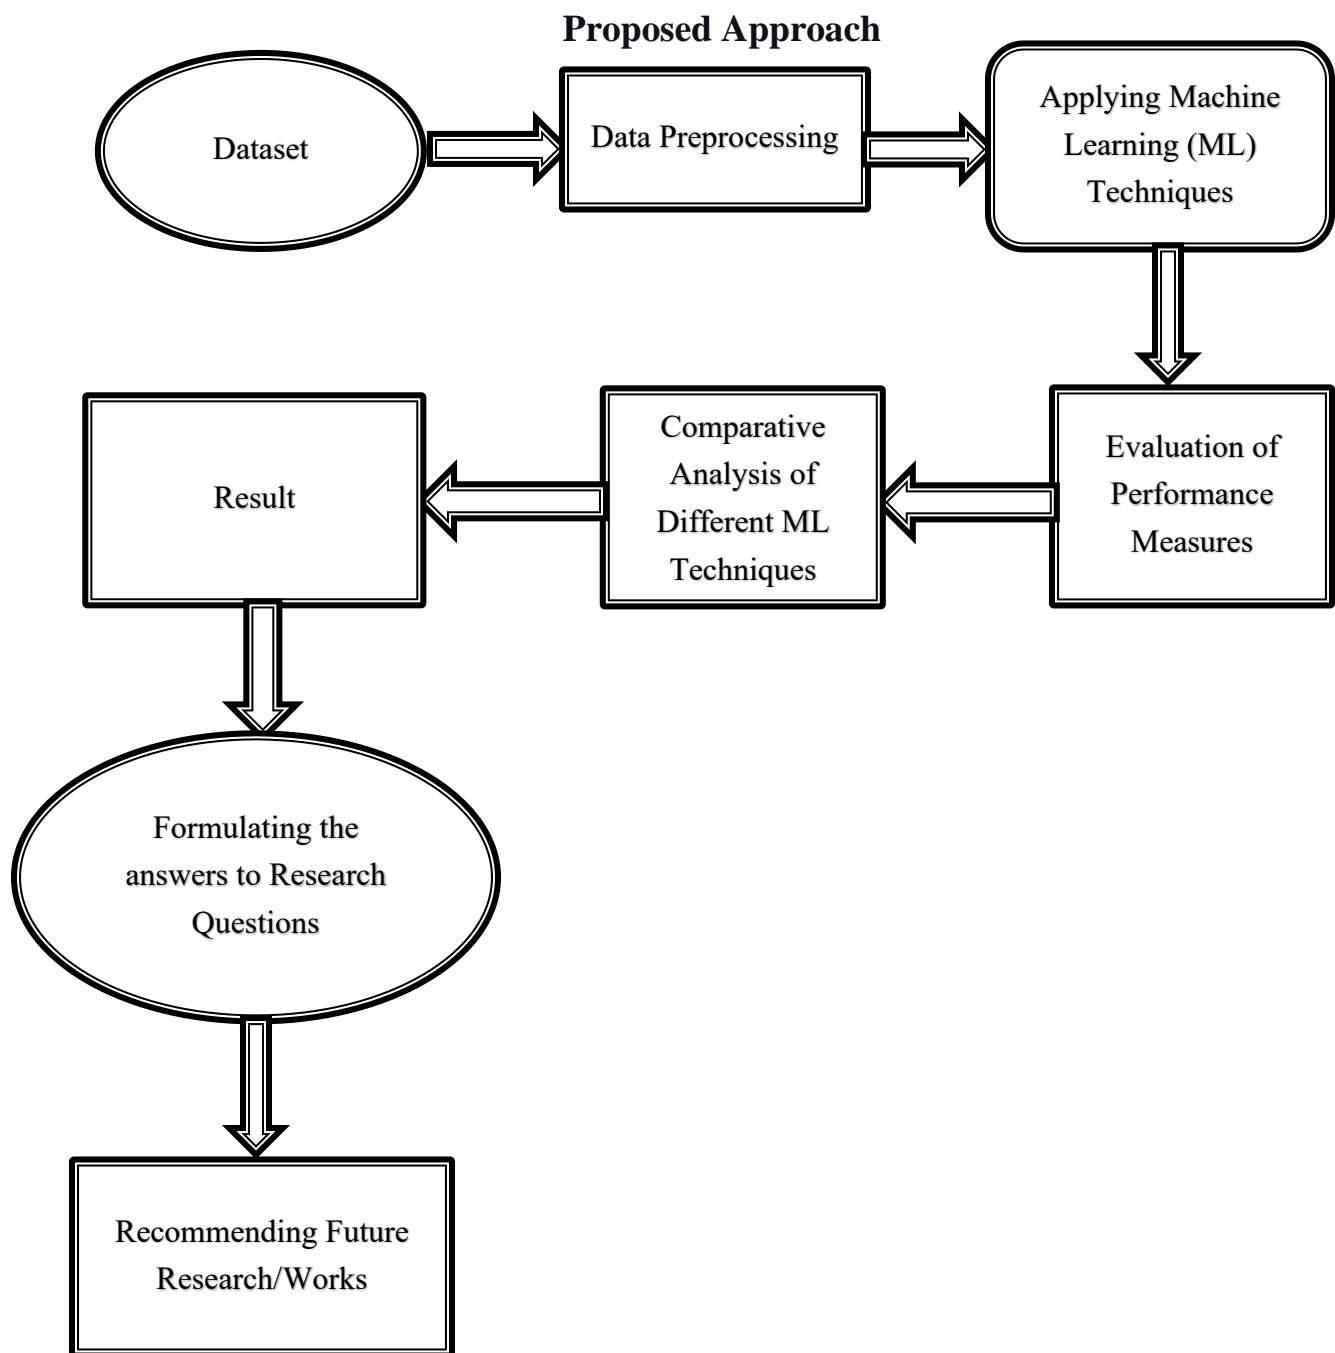 Proposed Approach
Dataset
Data Preprocessing
Applying Machine
Learning (ML)
Techniques
Evaluation of
Performance
Measures
Comparative
Analysis of
Different ML
Techniques
Result
Formulating the
answers to Research
Questions
Recommending Future
Research/Works